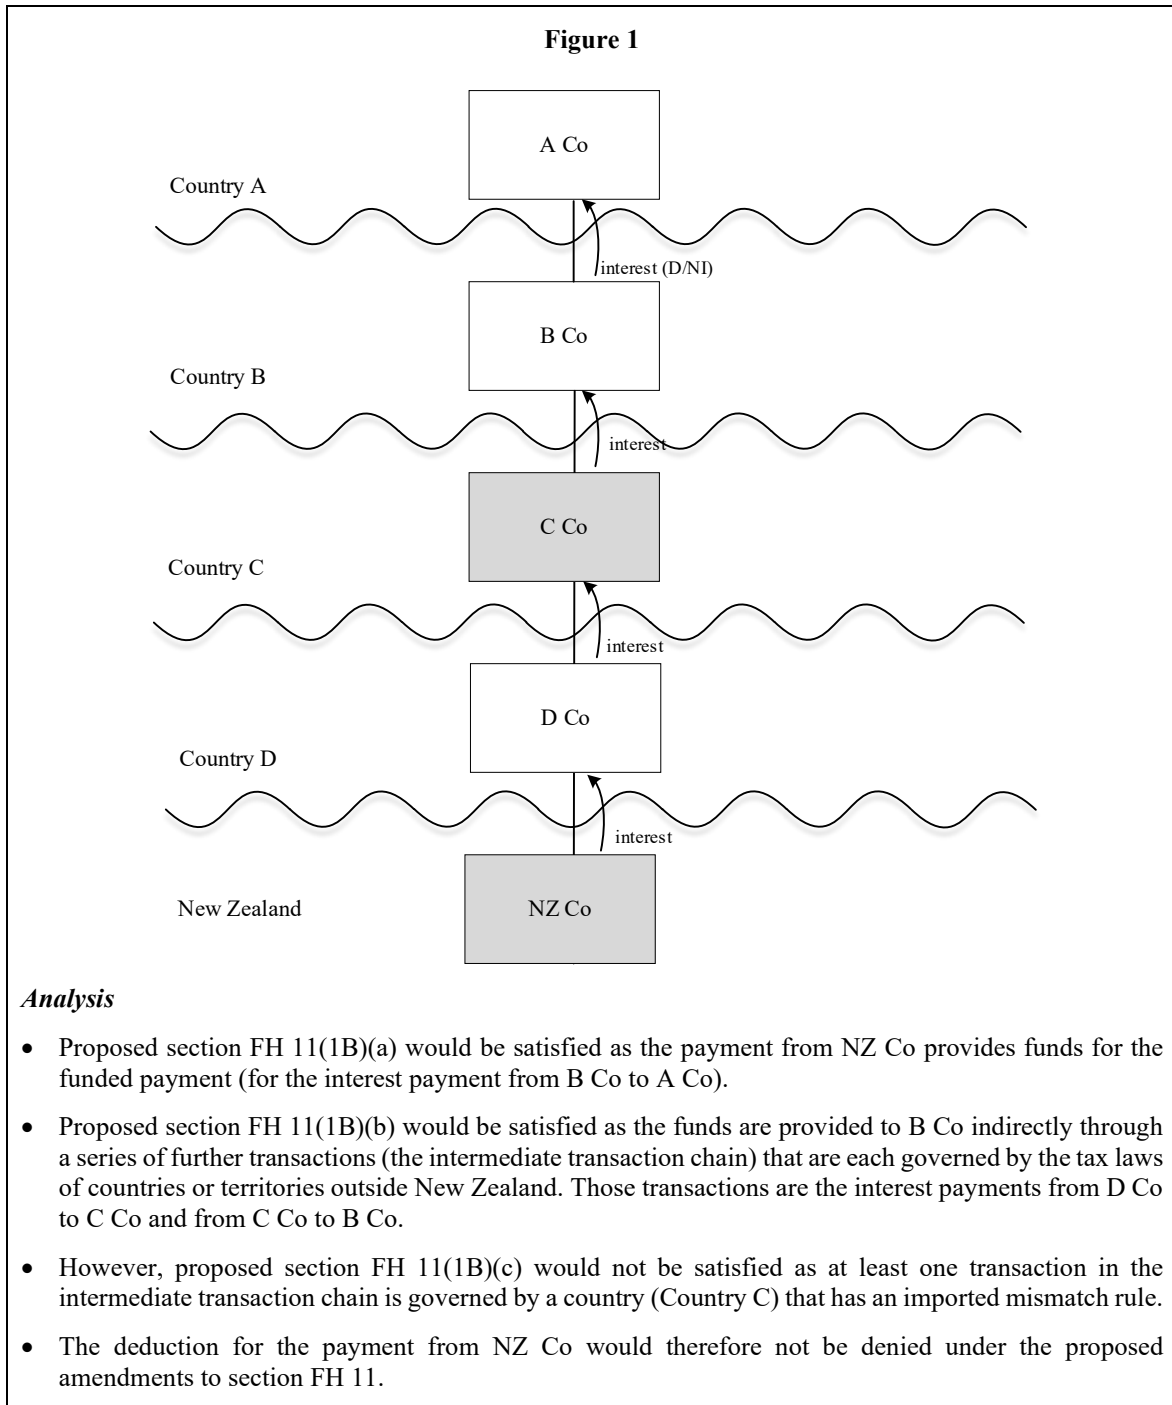 Figure 1
A Co
Country A
interest (D/NI)
B Co
Country B
interest
C Co
Country C
interest
D Co
Country D
interest
New Zealand
NZ Co
Analysis
• Proposed section FH 11(1B)(a) would be satisfied as the payment from NZ Co provides funds for the
funded payment (for the interest payment from B Co to A Co).
• Proposed section FH 11(1B)(b) would be satisfied as the funds are provided to B Co indirectly through
a series of further transactions (the intermediate transaction chain) that are each governed by the tax laws
of countries or territories outside New Zealand. Those transactions are the interest payments from D Co
to C Co and from C Co to B Co.
• However, proposed section FH 11(1B)(c) would not be satisfied as at least one transaction in the
intermediate transaction chain is governed by a country (Country C) that has an imported mismatch rule.
• The deduction for the payment from NZ Co would therefore not be denied under the proposed
amendments to section FH 11.